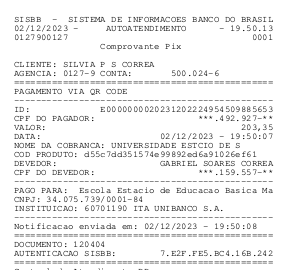 SISBB - SISTEMA DE INFORMACOES BANCO DO BRASIL
02/12/2023 - AUTOATENDIMENTO - 19.50.13
0127900127 0001
Comprovante Pix
CLIENTE: SILVIA P S CORREA
AGENCIA: 0127-9 CONTA: 500.024-6
PAGAMENTO VIA QR CODE
ID: E00000000202312022249545098856​53
CPF DO PAGADOR: ***.492.927-**
VALOR: 203,35
DATA: 02/12/2023 - 19:50:07
NOME DA COBRANCA: UNIVERSIDADE ESTCIO DE S
COD PRODUTO: d55c7dd351574e99892ed6a91026ef61
DEVEDOR: GABRIEL SOARES CORREA
CPF DO DEVEDOR: ***.159.557-**
PAGO PARA: Escola Estacio de Educacao Basica Ma
CNPJ: 34.075.739/0001-84
INSTITUICAO: 60701190 ITA UNIBANCO S.A.
Notificacao enviada em: 02/12/2023 - 19:50:08
DOCUMENTO: 120404
AUTENTICACAO SISBB: 7.E2F.FE5.BC4.16B.242